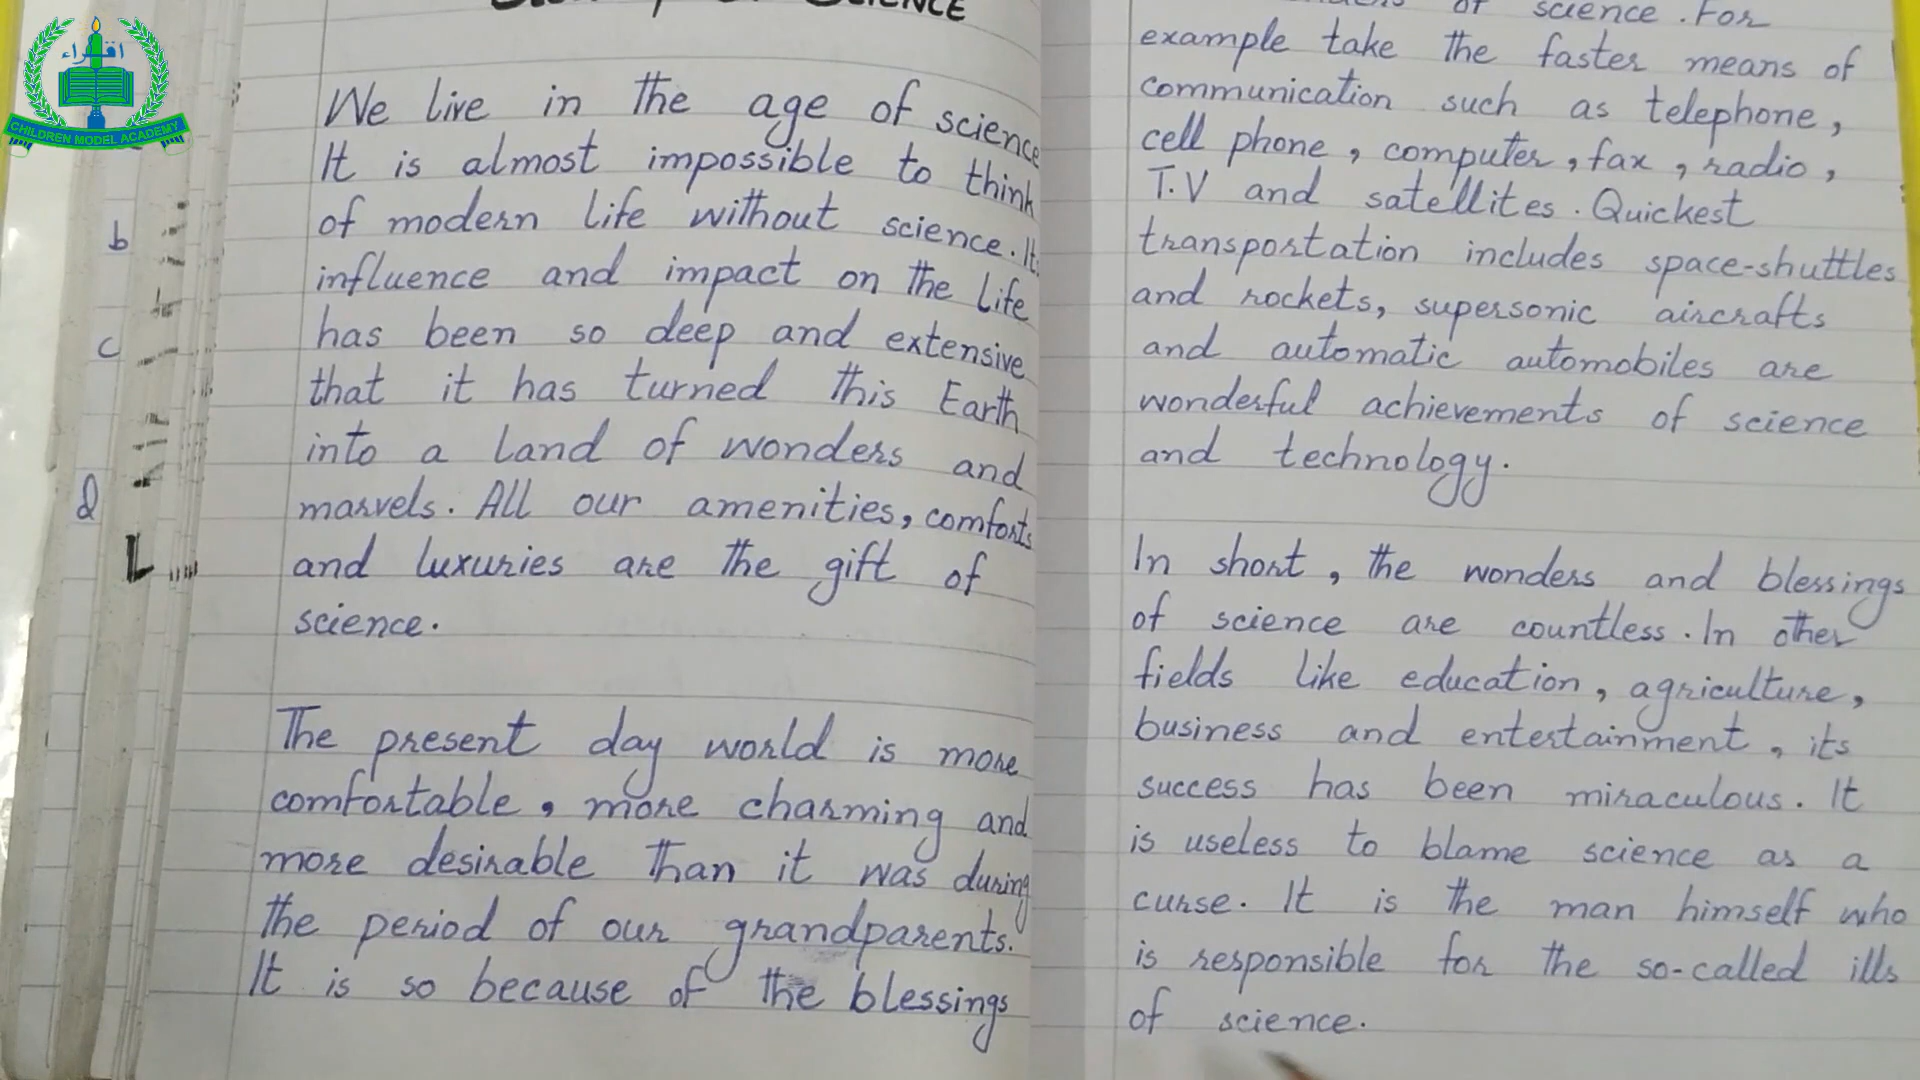 SCIENCE
We live in the age of science
It is almost impossible to think
of modern life without science. Its
influence and impact on the life
has been so deep and extensive
that it has turned this Earth
into a land of wonders and
marvels. All our amenities, comforts
and luxuries are the gift of
science.
The present day world is more
comfortable, more charming and
more desirable than it was during
the period of our grandparents.
It is so because of the blessings
of science. For
example take the faster means of
communication such as telephone,
cell phone, computer, fax, radio,
T.V and satellites. Quickest
transportation includes space-shuttles
and rockets, supersonic aircrafts
and automatic automobiles are
wonderful achievements of science
and technology.
In short, the wonders and blessings
of science are countless. In other
fields like education, agriculture,
business and entertainment, its
success has been miraculous. It
is useless to blame science as a
curse. It is the man himself who
is responsible for the so-called ills
of science.
b
c
d
اقراء
CHILDREN MODEL ACADEMY